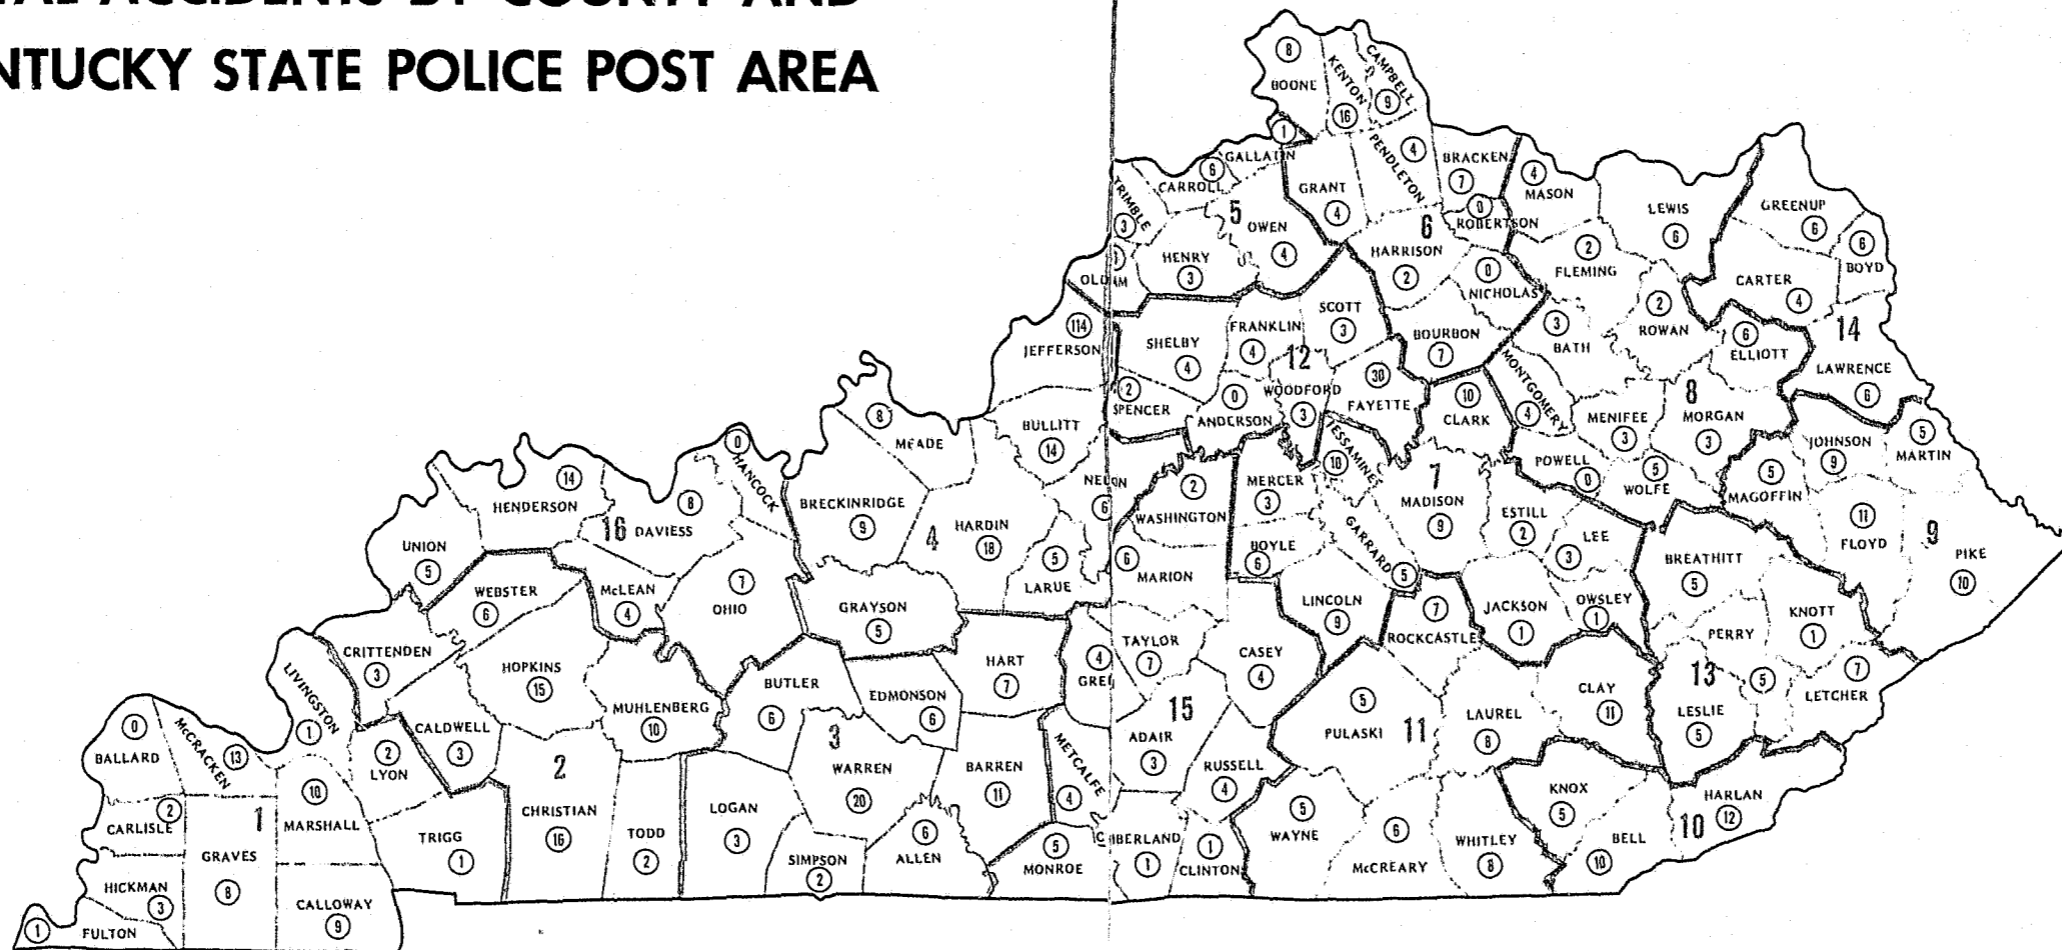 TAL ACCIDENTS BY COUNTY AND
NTUCKY STATE POLICE POST AREA
8
BOONE
KENTON
16
CAMPBELL
9
1
GALLATIN
6
CARROLL
TRIMBLE
3
5
OWEN
4
GRANT
4
PENDLETON
4
BRACKEN
7
0
ROBERTSON
4
MASON
LEWIS
6
GREENUP
6
6
BOYD
HENRY
3
6
HARRISON
2
0
NICHOLAS
2
FLEMING
2
ROWAN
CARTER
4
14
6
ELLIOTT
LAWRENCE
6
114
JEFFERSON
SHELBY
4
FRANKLIN
4
12
SCOTT
3
BOURBON
7
3
BATH
MONTGOMERY
4
2
SPENCER
0
ANDERSON
WOODFORD
3
30
FAYETTE
10
CLARK
MENIFEE
3
8
MORGAN
3
JOHNSON
9
5
MARTIN
8
MEADE
BULLITT
14
JESSAMINE
10
7
MADISON
9
POWELL
0
5
WOLFE
5
MAGOFFIN
11
FLOYD
9
PIKE
10
0
HANCOCK
14
HENDERSON
16
8
DAVIESS
BRECKINRIDGE
9
4
HARDIN
18
NELSON
6
2
WASHINGTON
MERCER
3
GARRARD
5
ESTILL
2
LEE
3
BREATHITT
5
UNION
5
WEBSTER
6
McLEAN
4
7
OHIO
GRAYSON
5
5
LARUE
6
MARION
BOYLE
6
LINCOLN
9
7
ROCKCASTLE
JACKSON
1
OWSLEY
1
PERRY
5
KNOTT
1
CRITTENDEN
3
HOPKINS
15
MUHLENBERG
10
BUTLER
6
EDMONSON
6
HART
7
4
TAYLOR
7
CASEY
4
5
PULASKI
11
LAUREL
8
CLAY
11
13
LESLIE
5
7
LETCHER
LIVINGSTON
1
2
LYON
CALDWELL
3
0
BALLARD
McCRACKEN
13
10
MARSHALL
2
CHRISTIAN
16
TODD
2
LOGAN
3
3
WARREN
20
BARREN
11
METCALFE
4
15
ADAIR
3
RUSSELL
4
5
WAYNE
6
McCREARY
WHITLEY
8
KNOX
5
BELL
10
10
HARLAN
12
2
CARLISLE
1
GRAVES
8
TRIGG
1
SIMPSON
2
6
ALLEN
5
MONROE
BERLAND
1
1
CLINTON
HICKMAN
3
1
FULTON
CALLOWAY
9